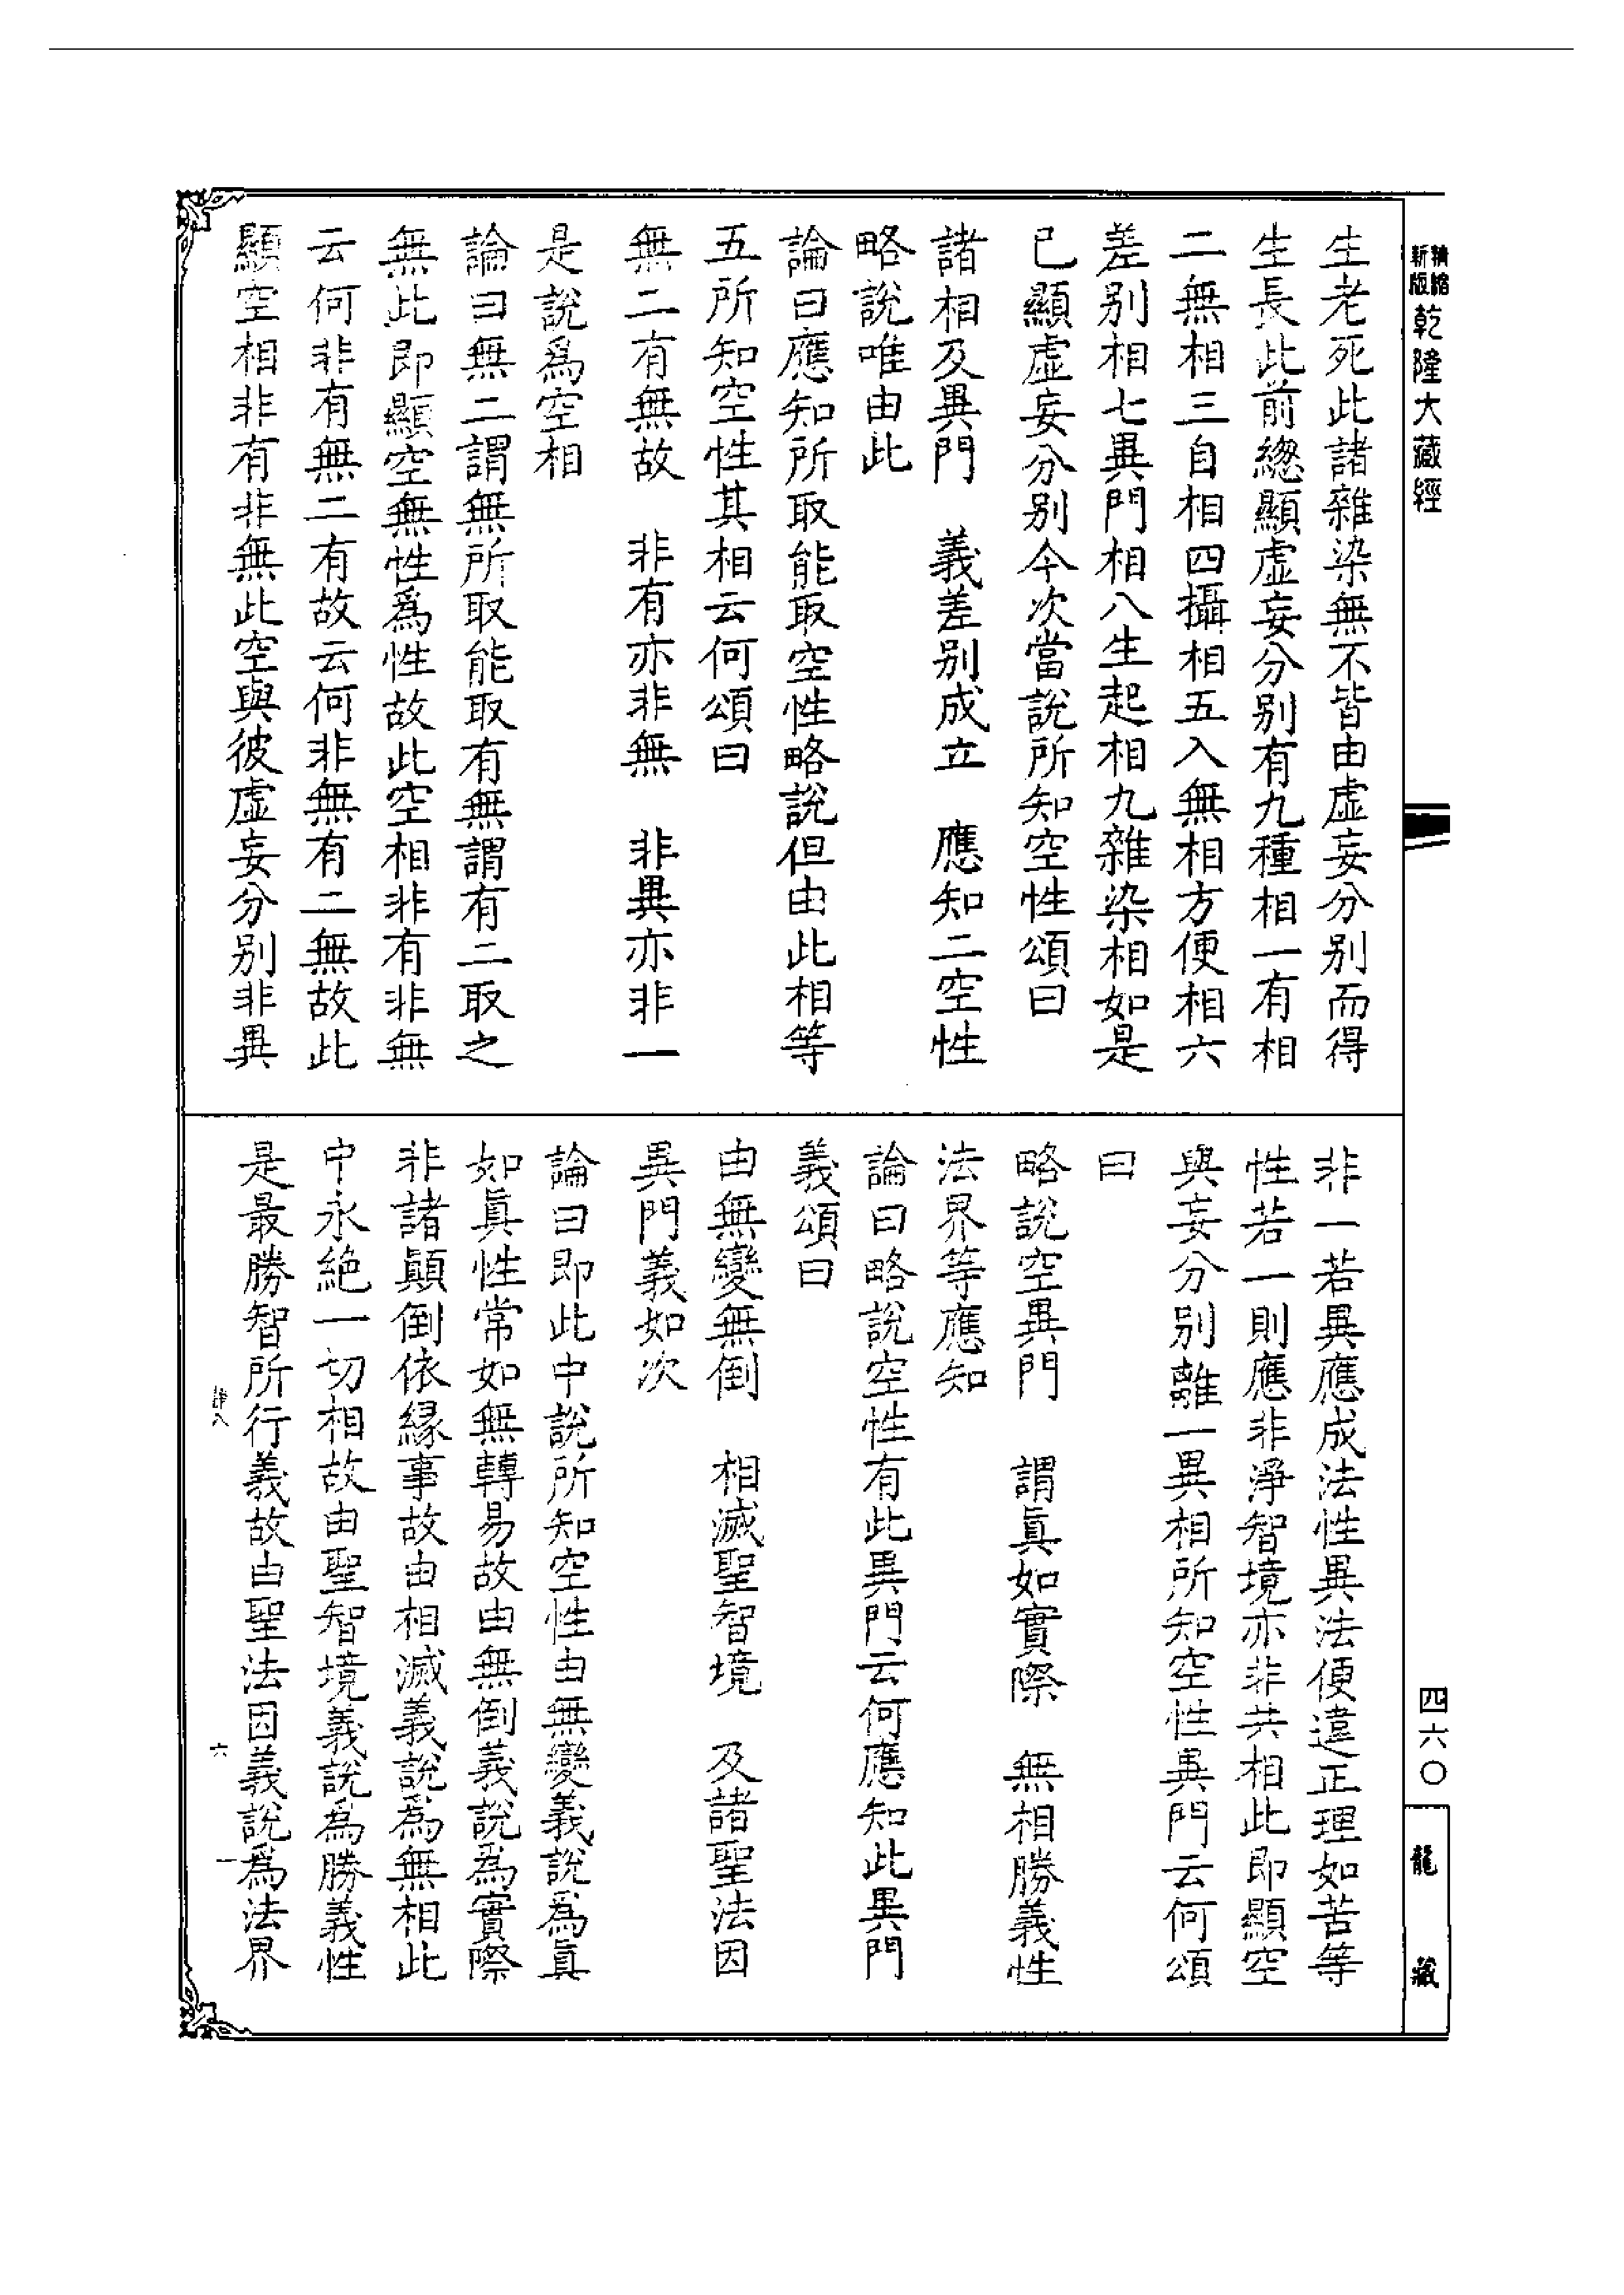 新版精縮乾隆大藏經
四六〇
龍藏
生老死此諸雜染無不皆由虛妄分別而得
生長此前總顯虛妄分別有九種相一有相
二無相三自相四攝相五入無相方便相六
差別相七異門相八生起相九雜染相如是
已顯虛妄分別今次當說所知空性頌曰
諸相及異門　義差別成立　應知二空性
略說唯由此
論曰應知所取能取空性略說但由此相等
五所知空性其相云何頌曰
無二有無故　非有亦非無　非異亦非一
是說爲空相
論曰無二謂無所取能取有無謂有二取之
無此即顯空無性爲性故此空相非有非無
云何非有無二有故云何非無有二無故此
顯空相非有非無此空與彼虛妄分別非異
非一若異應成法性異法便違正理如苦等
性若一則應非淨智境亦非共相此即顯空
與妄分別離一異相所知空性異門云何頌
曰
略說空異門　謂眞如實際　無相勝義性
法界等應知
論曰略說空性有此異門云何應知此異門
義頌曰
由無變無倒　相滅聖智境　及諸聖法因
異門義如次
論曰即此中說所知空性由無變義說爲眞
如眞性常如無轉易故由無倒義說爲實際
非諸顚倒依緣事故由相滅義說爲無相此
中永絕一切相故由聖智境義說爲勝義性
是最勝智所行義故由聖法因義說爲法界
六
一